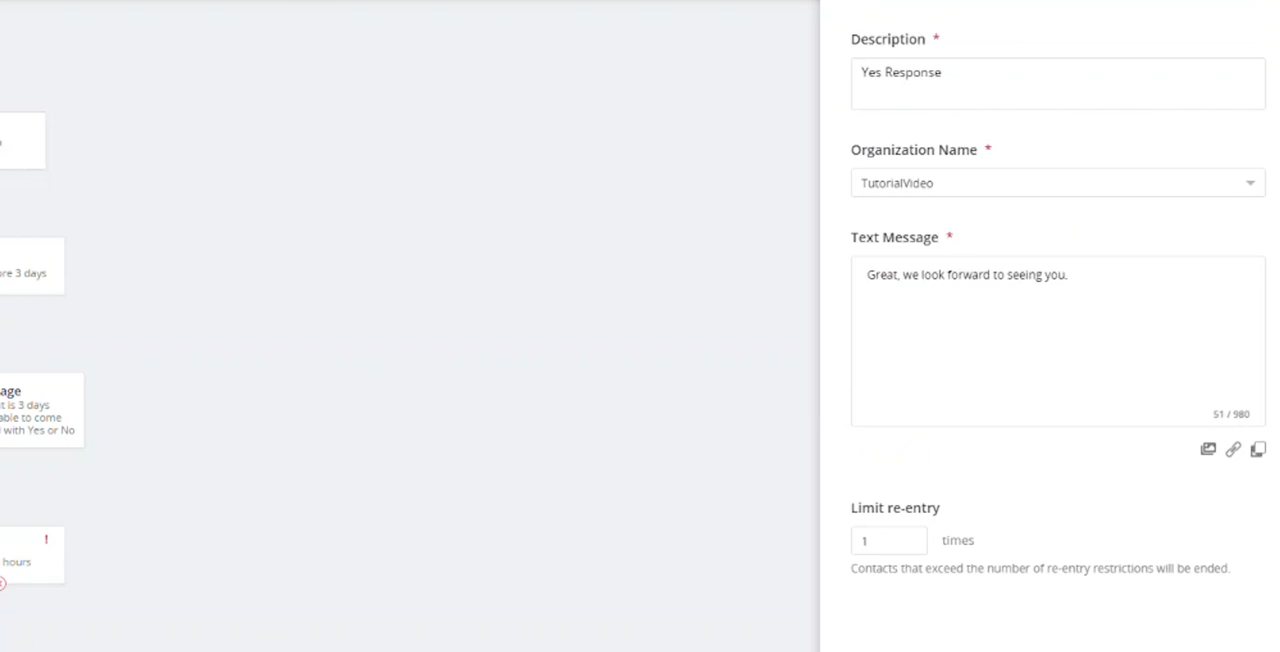 Description *
Yes Response
Organization Name *
TutorialVideo
Text Message *
Great, we look forward to seeing you.
51 / 980
Limit re-entry
1 times
Contacts that exceed the number of re-entry restrictions will be ended.
3 days
age
is 3 days
able to come
with Yes or No
!
hours